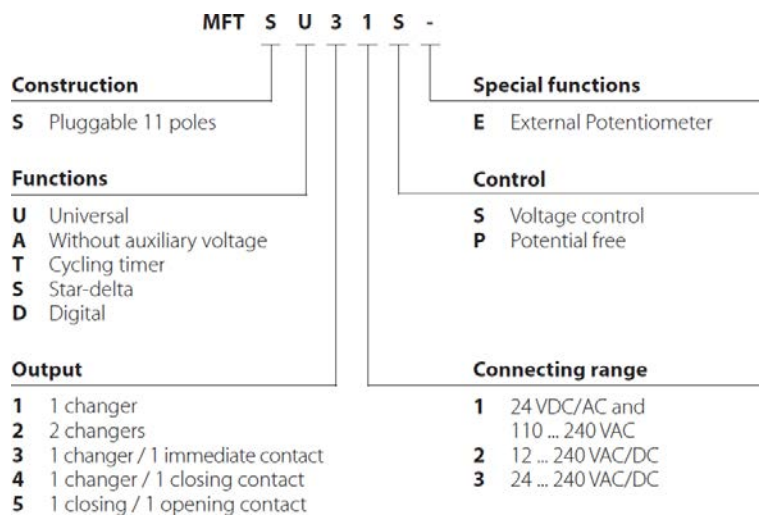 MFT S U 3 1 S -
Construction
S Pluggable 11 poles
Functions
U Universal
A Without auxiliary voltage
T Cycling timer
S Star-delta
D Digital
Output
1 1 changer
2 2 changers
3 1 changer / 1 immediate contact
4 1 changer / 1 closing contact
5 1 closing / 1 opening contact
Special functions
E External Potentiometer
Control
S Voltage control
P Potential free
Connecting range
1 24 VDC/AC and
110 ... 240 VAC
2 12 ... 240 VAC/DC
3 24 ... 240 VAC/DC